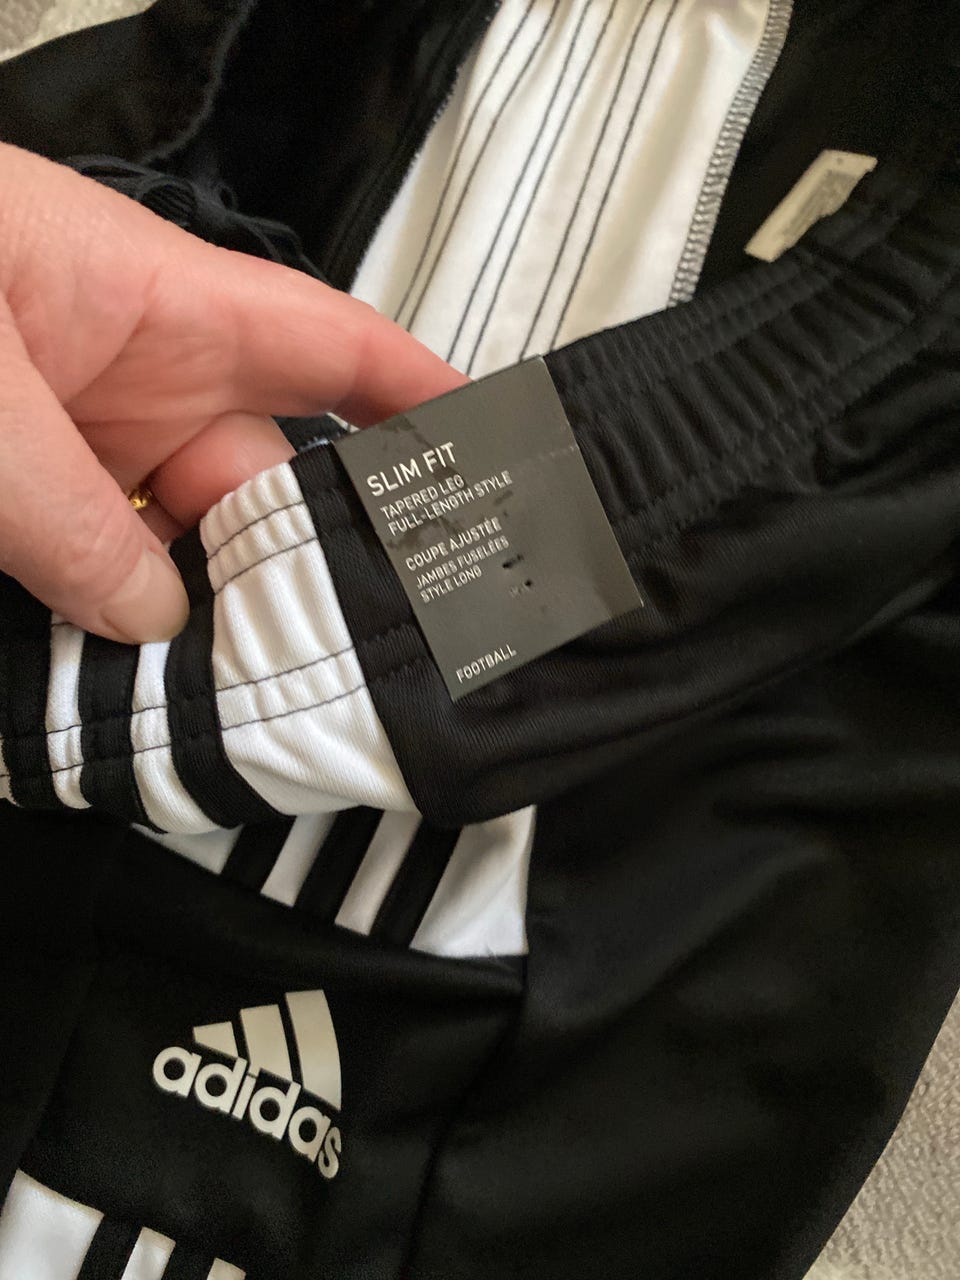 SLIM FIT
TAPERED LEG
FULL-LENGTH STYLE
COUPE AJUSTÉE
JAMBES FUSELÉES
STYLE LONG
FOOTBALL
adidas